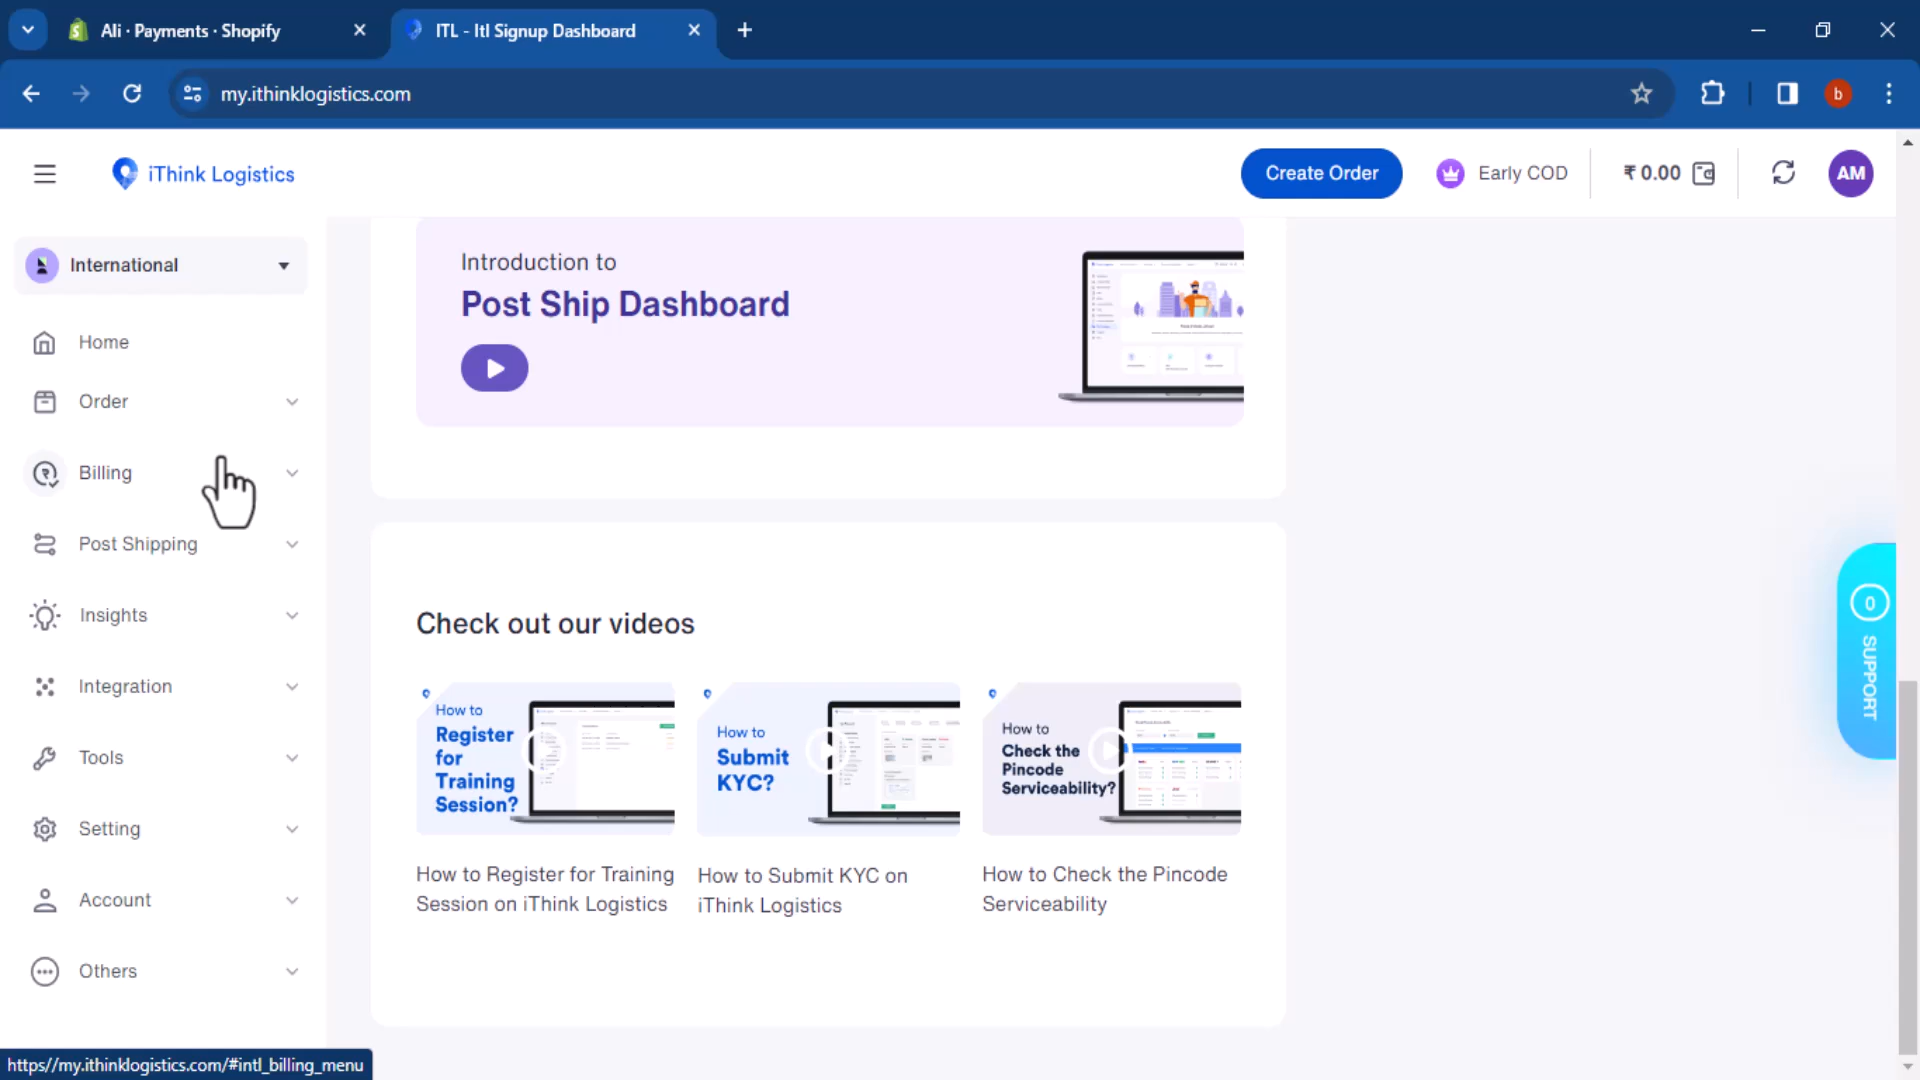 Ali · Payments · Shopify
ITL - Itl Signup Dashboard
my.ithinklogistics.com
b
iThink Logistics
Create Order
Early COD
₹ 0.00
AM
International
Home
Order
Billing
Post Shipping
Insights
Integration
Tools
Setting
Account
Others
Introduction to
Post Ship Dashboard
Check out our videos
How to
Register
for
Training
Session?
How to
Submit
KYC?
How to
Check the
Pincode
Serviceability?
How to Register for Training
Session on iThink Logistics
How to Submit KYC on
iThink Logistics
How to Check the Pincode
Serviceability
0
SUPPORT
https//my.ithinklogistics.com/#intl_billing_menu